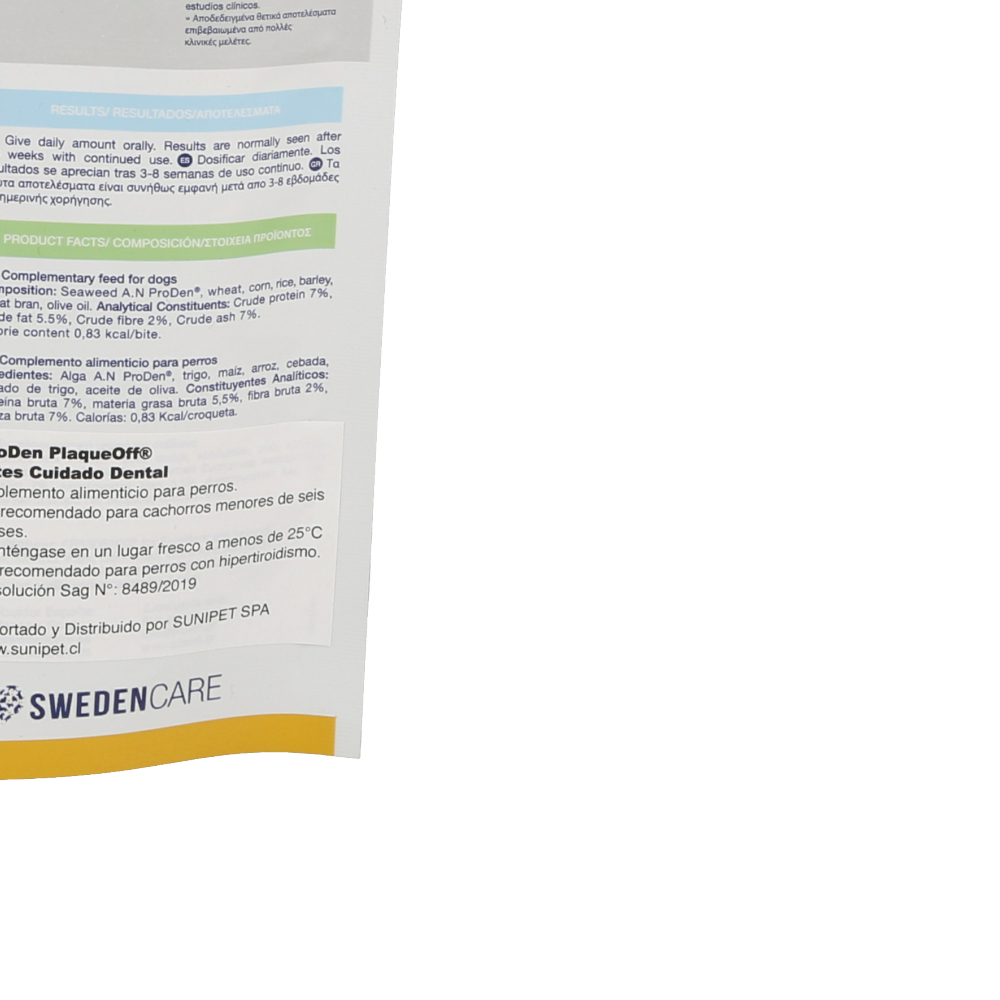 estudios clínicos.
- Αποδεδειγμένα θετικά αποτελέσματα
επιβεβαιωμένα από πολλές
κλινικές μελέτες.
RESULTS/ RESULTADOS/ΑΠΟΤΕΛΕΣΜΑΤΑ
Give daily amount orally. Results are normally seen after
weeks with continued use. ES Dosificar diariamente. Los
ultados se aprecian tras 3-8 semanas de uso continuo. GR Τα
αποτελέσματα είναι συνήθως εμφανή μετά απο 3-8 εβδομάδες
ημερινής χορήγησης.
PRODUCT FACTS/ COMPOSICIÓN/ΣΤΟΙΧΕΙΑ ΠΡΟΪΟΝΤΟΣ
Complementary feed for dogs
mposition: Seaweed A.N ProDen®, wheat, corn, rice, barley,
at bran, olive oil. Analytical Constituents: Crude protein 7%,
de fat 5.5%, Crude fibre 2%, Crude ash 7%.
orie content 0,83 kcal/bite.
Complemento alimenticio para perros
edientes: Alga A.N ProDen®, trigo, maíz, arroz, cebada,
ado de trigo, aceite de oliva. Constituyentes Analíticos:
eína bruta 7%, materia grasa bruta 5,5%, fibra bruta 2%,
za bruta 7%. Calorías: 0,83 Kcal/croqueta.
oDen PlaqueOff®
tes Cuidado Dental
plemento alimenticio para perros.
recomendado para cachorros menores de seis
ses.
nténgase en un lugar fresco a menos de 25°C
recomendado para perros con hipertiroidismo.
solución Sag N°: 8489/2019
ortado y Distribuido por SUNIPET SPA
w.sunipet.cl
SWEDENCARE